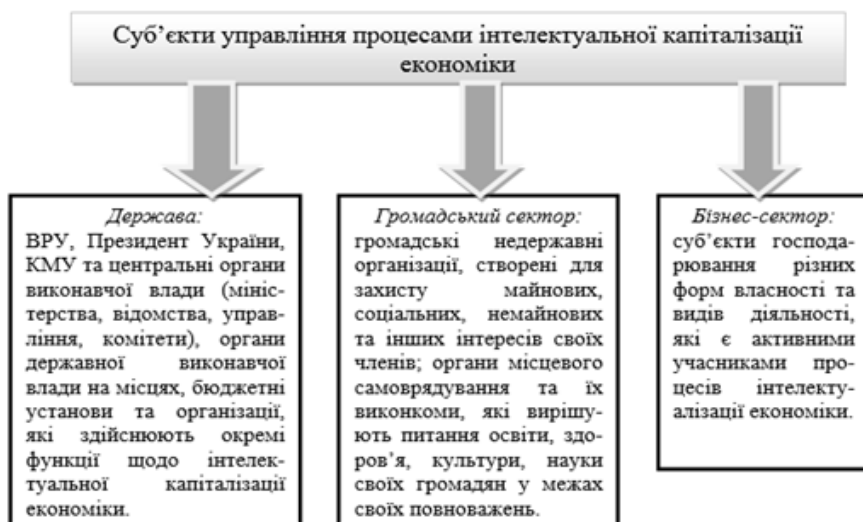 Суб’єкти управління процесами інтелектуальної капіталізації
економіки
Держава:
ВРУ, Президент України,
КМУ та центральні органи
виконавчої влади (мініс-
терства, відомства, управ-
ління, комітети), органи
державної виконавчої
влади на місцях, бюджетні
установи та організації,
які здійснюють окремі
функції щодо інтелек-
туальної капіталізації
економіки.
Громадський сектор:
громадські недержавні
організації, створені для
захисту майнових,
соціальних, немайнових
та інших інтересів своїх
членів; органи місцевого
самоврядування та їх
виконкоми, які вирішу-
ють питання освіти, здо-
ров’я, культури, науки
своїх громадян у межах
своїх повноважень.
Бізнес-сектор:
суб’єкти господа-
рювання різних
форм власності та
видів діяльності,
які є активними
учасниками про-
цесів інтелекту-
алізації економіки.